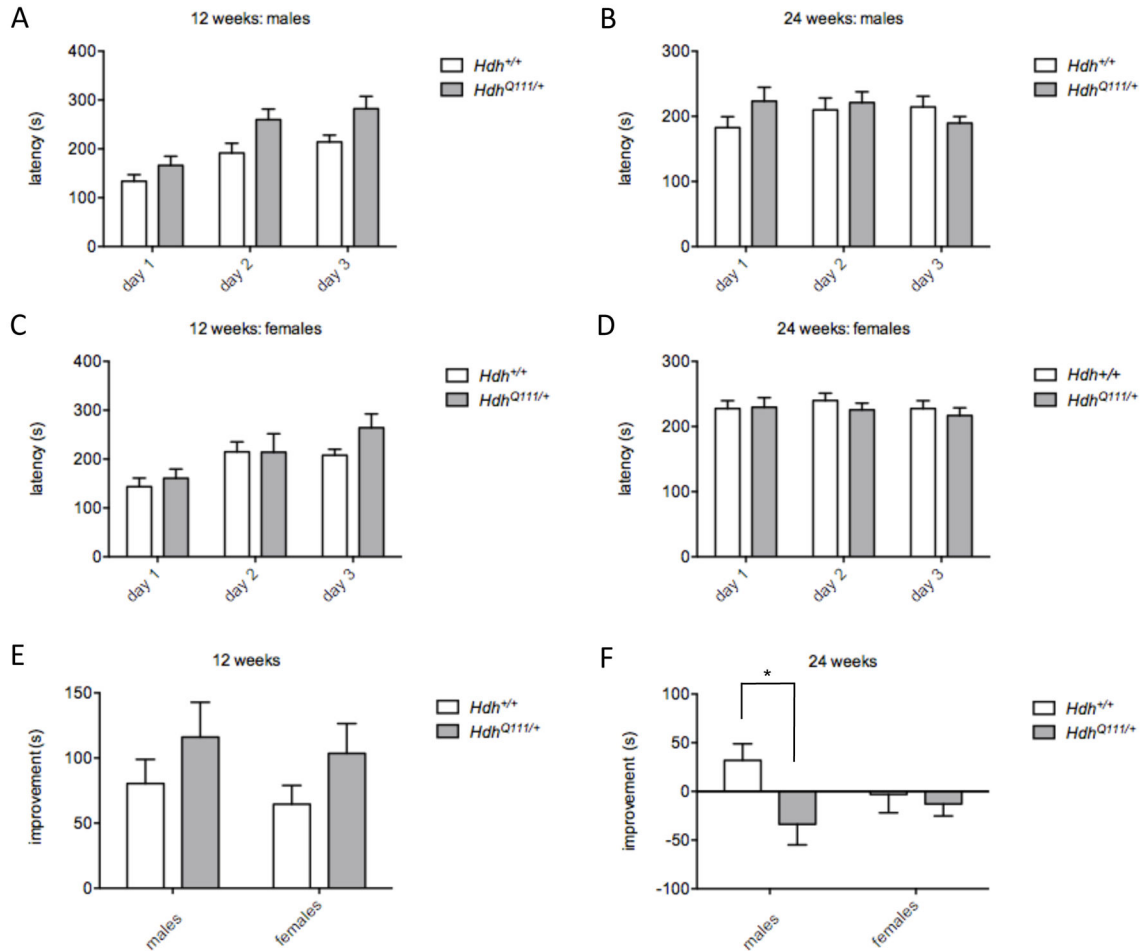 A
12 weeks: males
400
300
200
100
0
latency (s)
day 1
day 2
day 3
Hdh+/+
HdhQ111/+
B
24 weeks: males
300
200
100
0
latency (s)
day 1
day 2
day 3
Hdh+/+
HdhQ111/+
C
12 weeks: females
400
300
200
100
0
latency (s)
day 1
day 2
day 3
Hdh+/+
HdhQ111/+
D
24 weeks: females
300
200
100
0
latency (s)
day 1
day 2
day 3
Hdh+/+
HdhQ111/+
E
12 weeks
150
100
50
0
improvement (s)
males
females
Hdh+/+
HdhQ111/+
F
24 weeks
*
100
50
0
-50
-100
improvement (s)
males
females
Hdh+/+
HdhQ111/+